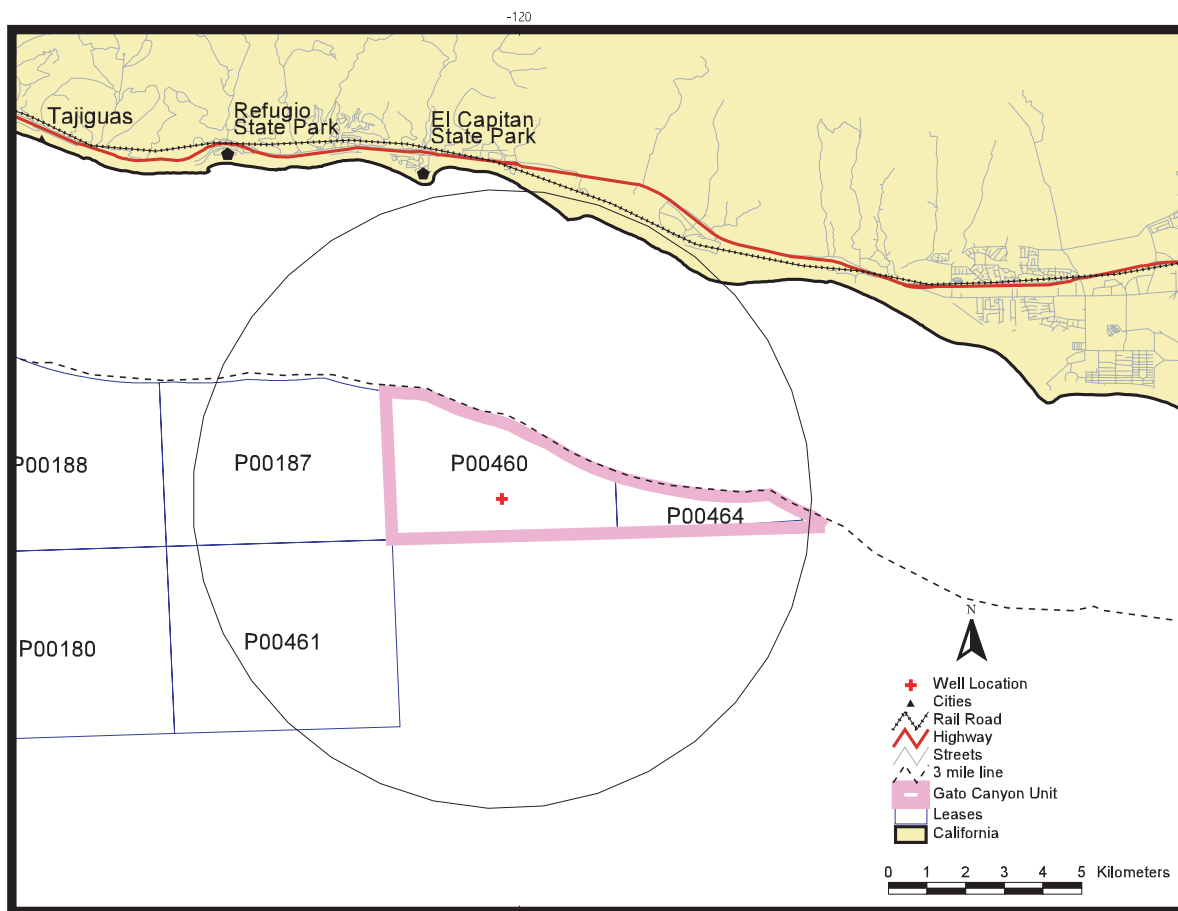 -120
Tajiguas
Refugio
State Park
El Capitan
State Park
P00188
P00187
P00460
P00464
P00180
P00461
N
Well Location
Cities
Rail Road
Highway
Streets
3 mile line
Gato Canyon Unit
Leases
California
0 1 2 3 4 5 Kilometers